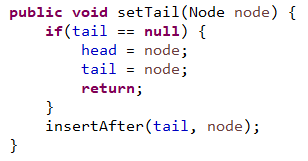 public void setTail(Node node) {
    if(tail == null) {
        head = node;
        tail = node;
        return;
    }
    insertAfter(tail, node);
}